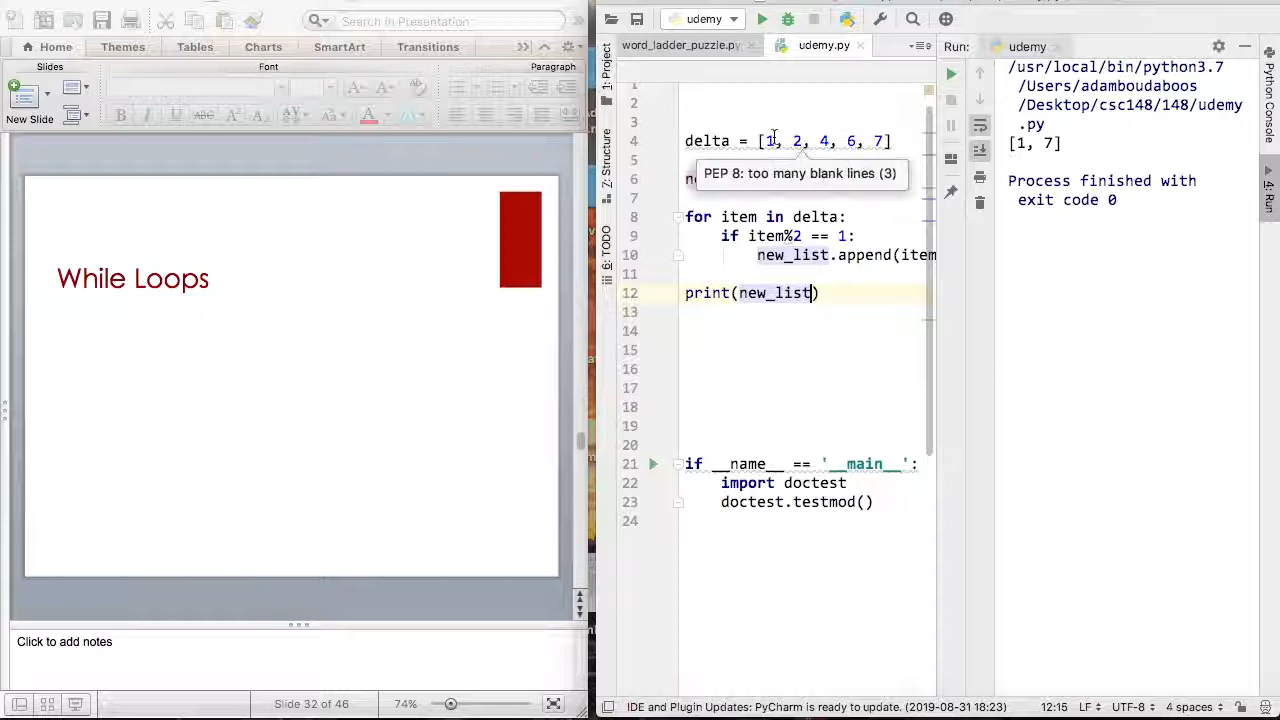 Search in Presentation
Home Themes Tables Charts SmartArt Transitions
Slides Font Paragraph
New Slide
While Loops
Click to add notes
Slide 32 of 46
74%
udemy
word_ladder_puzzle.py
udemy.py
1: Project
Z: Structure
6: TODO
1
2
3
4 delta = [1, 2, 4, 6, 7]
PEP 8: too many blank lines (3)
5
6
7
8 for item in delta:
9 if item%2 == 1:
10 new_list.append(item
11
12 print(new_list)
13
14
15
16
17
18
19
20
21 if __name__ == '__main__':
22 import doctest
23 doctest.testmod()
24
Run: udemy
/usr/local/bin/python3.7
/Users/adamboudaboos
/Desktop/csc148/148/udemy
.py
[1, 7]
Process finished with
exit code 0
Python Console
4: Run
IDE and Plugin Updates: PyCharm is ready to update. (2019-08-31 18:23) 12:15 LF UTF-8 4 spaces